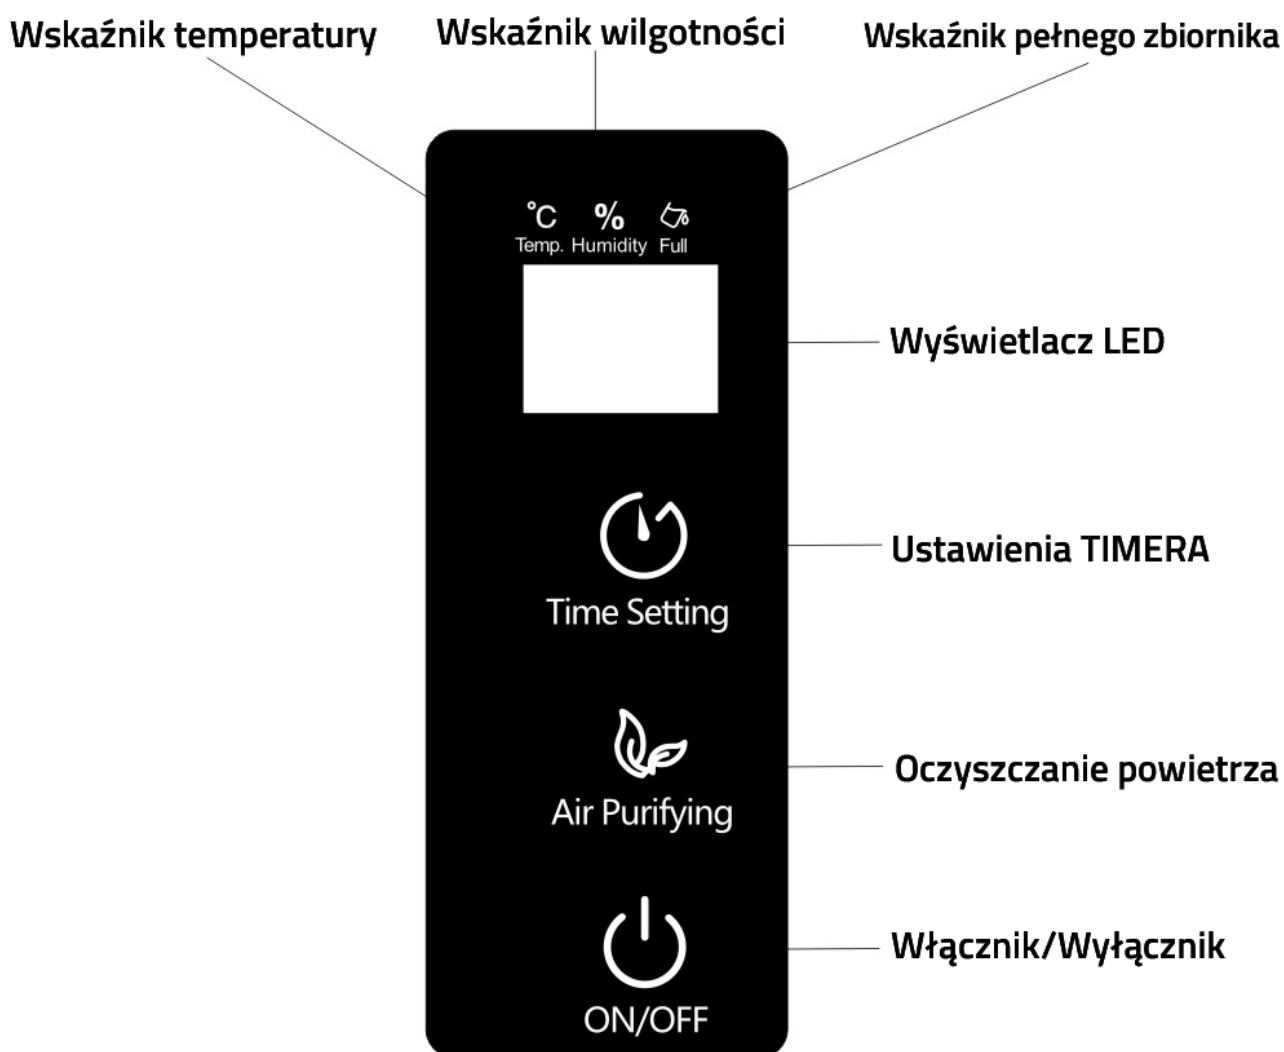 Wskaźnik temperatury
Wskaźnik wilgotności
Wskaźnik pełnego zbiornika
°C % 
Temp. Humidity Full
Wyświetlacz LED
Ustawienia TIMERA
Time Setting
Oczyszczanie powietrza
Air Purifying
Włącznik/Wyłącznik
ON/OFF